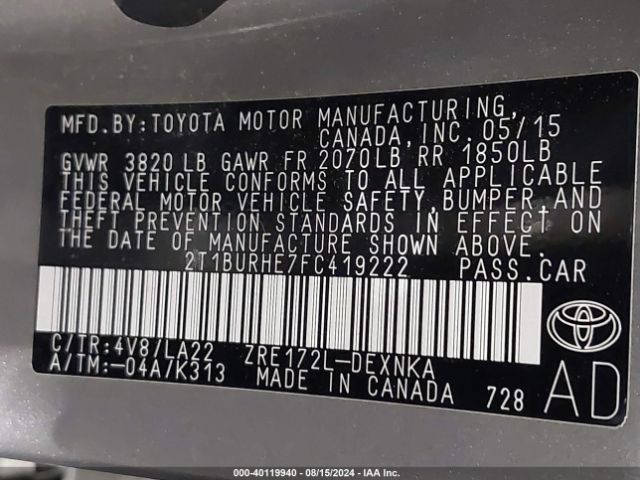 MFD.BY:TOYOTA MOTOR MANUFACTURING,
CANADA, INC. 05/15
GVWR 3820 LB GAWR FR 2070LB RR 1850LB
THIS VEHICLE CONFORMS TO ALL APPLICABLE
FEDERAL MOTOR VEHICLE SAFETY, BUMPER, AND
THEFT PREVENTION STANDARDS IN EFFECT ON
THE DATE OF MANUFACTURE SHOWN ABOVE.
2T1BURHE7FC419222 PASS.CAR
C/TR:4V8/LA22 ZRE172L-DEXNKA
A/TM:-04A/K313 MADE IN CANADA 728 AD
000-40119940 - 08/15/2024 - IAA Inc.